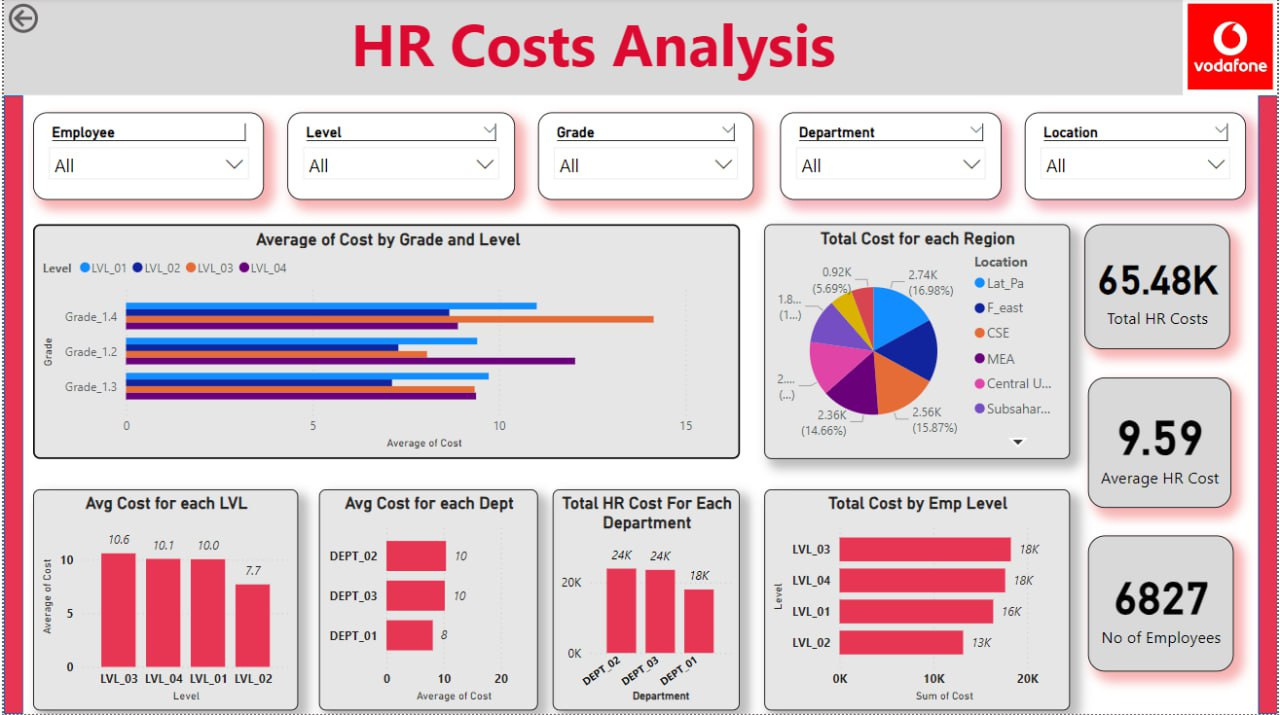 HR Costs Analysis
vodafone
Employee
All
Level
All
Grade
All
Department
All
Location
All
Average of Cost by Grade and Level
Level LVL_01 LVL_02 LVL_03 LVL_04
Grade
Grade_1.4
Grade_1.2
Grade_1.3
0 5 10 15
Average of Cost
Total Cost for each Region
0.92K
(5.69%)
2.74K
(16.98%)
1.8...
(1...)
2....
(...)
2.36K
(14.66%)
2.56K
(15.87%)
Location
Lat_Pa
F_east
CSE
MEA
Central U...
Subsahar...
65.48K
Total HR Costs
9.59
Average HR Cost
6827
No of Employees
Avg Cost for each LVL
Average of Cost
10
5
0
10.6 10.1 10.0 7.7
LVL_03 LVL_04 LVL_01 LVL_02
Level
Avg Cost for each Dept
DEPT_02 10
DEPT_03 10
DEPT_01 8
0 10 20
Average of Cost
Total HR Cost For Each
Department
20K
0K
24K 24K 18K
DEPT_02 DEPT_03 DEPT_01
Department
Total Cost by Emp Level
Level
LVL_03 18K
LVL_04 18K
LVL_01 16K
LVL_02 13K
0K 10K 20K
Sum of Cost